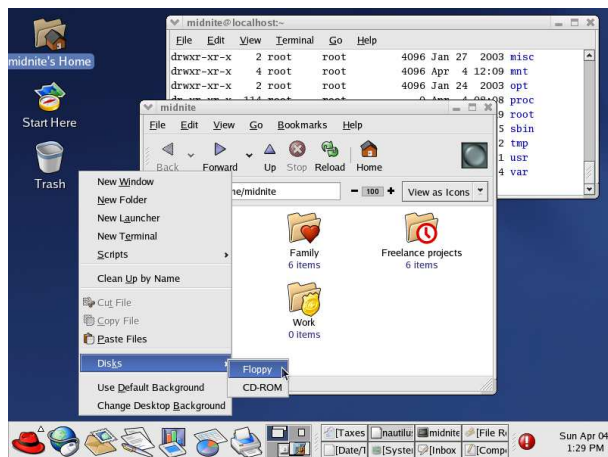 midnite's Home
Start Here
Trash
midnite@localhost:~
File Edit View Terminal Go Help
drwxr-xr-x 2 root root 4096 Jan 27 2003 misc
drwxr-xr-x 4 root root 4096 Apr 4 12:09 mnt
drwxr-xr-x 2 root root 4096 Jan 24 2003 opt
proc
sbin
tmp
usr
var
midnite
File Edit View Go Bookmarks Help
Back Forward Up Stop Reload Home
/midnite 100 View as Icons
Family
6 items
Freelance projects
6 items
Work
0 items
New Window
New Folder
New Launcher
New Terminal
Scripts
Clean Up by Name
Cut File
Copy File
Paste Files
Disks
Floppy
CD-ROM
Use Default Background
Change Desktop Background
[Taxes nautilu: midnite [File R
[Date/T [Syste [Inbox [Comp
Sun Apr 04
1:29 PM